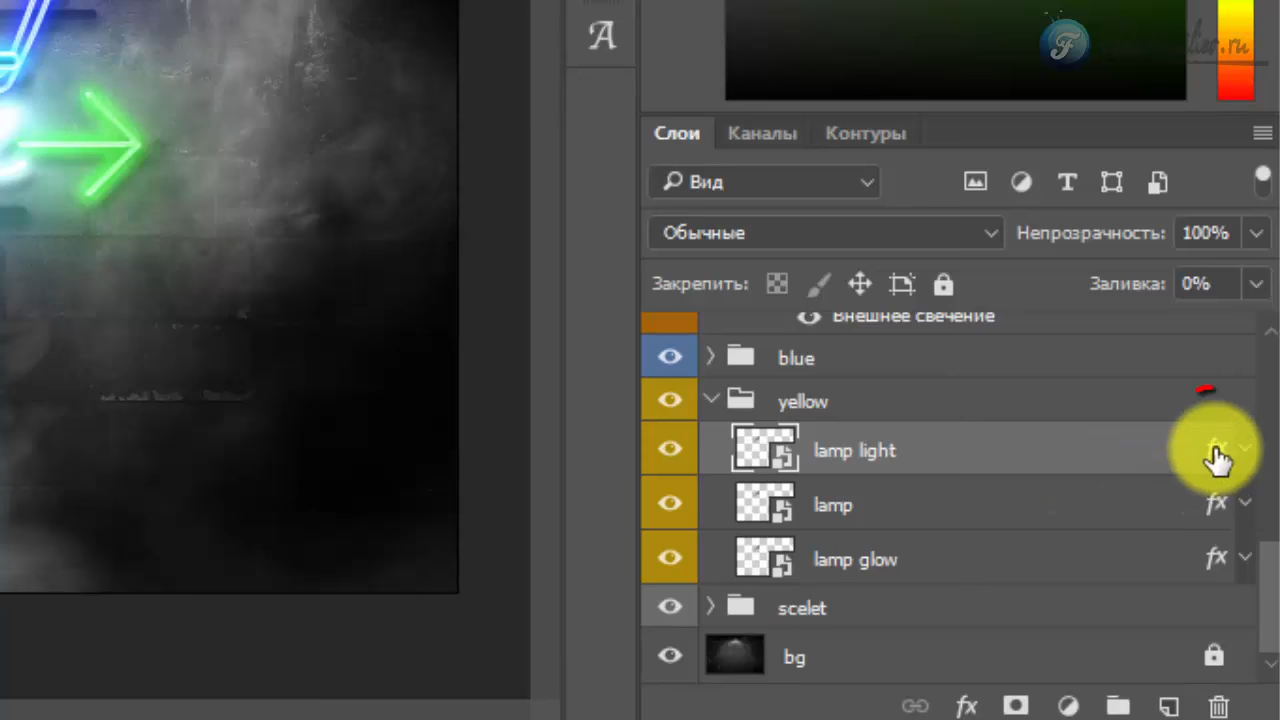 Слои Каналы Контуры
Вид
Обычные Непрозрачность: 100%
Закрепить: Заливка: 0%
Внешнее свечение
blue
yellow
lamp light fx
lamp fx
lamp glow fx
scelet
bg
fx